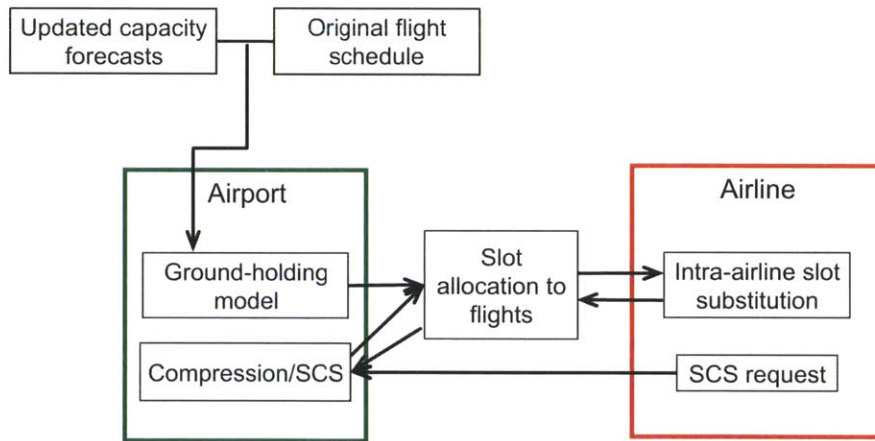 Updated capacity
forecasts
Original flight
schedule
Airport
Airline
Ground-holding
model
Slot
allocation to
flights
Intra-airline slot
substitution
Compression/SCS
SCS request